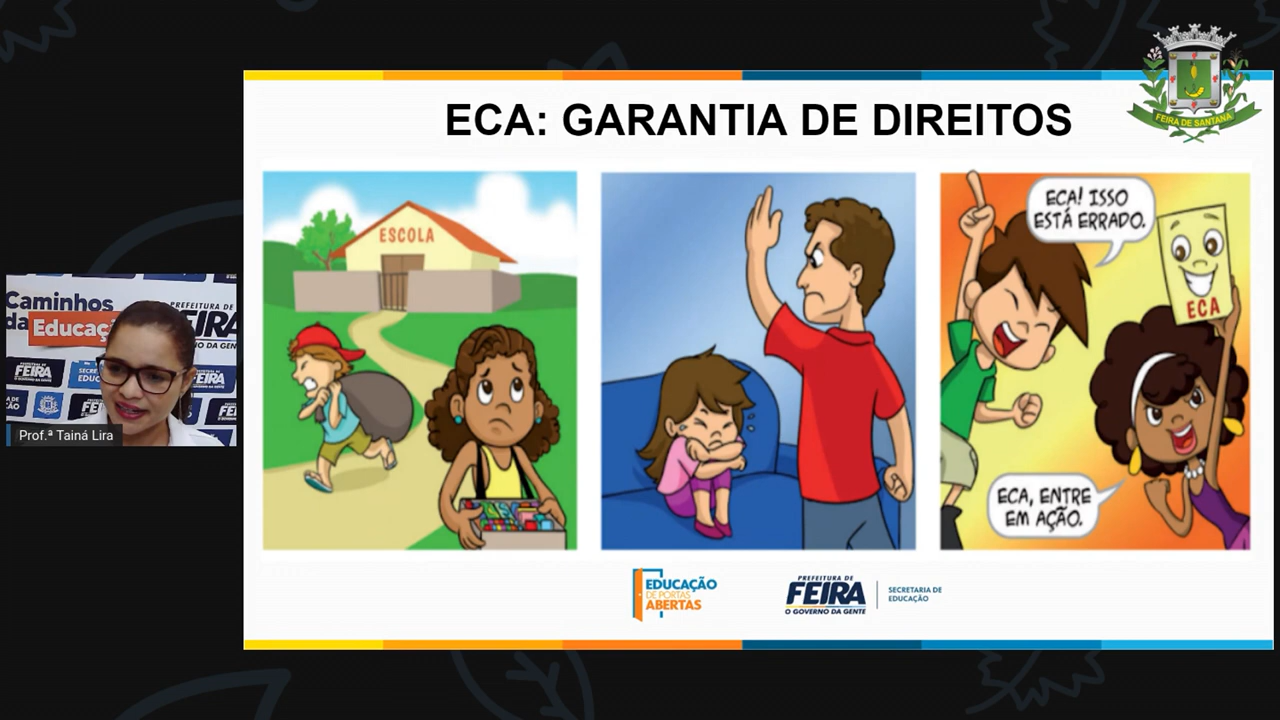 ECA: GARANTIA DE DIREITOS
FEIRA DE SANTANA
ESCOLA
ECA! ISSO
ESTÁ ERRADO.
ECA
ECA, ENTRE
EM AÇÃO.
Caminhos
da Educaç
PREFEITURA DE
FEIRA
Prof.ª Tainá Lira
EDUCAÇÃO
DE PORTAS
ABERTAS
PREFEITURA DE
FEIRA
O GOVERNO DA GENTE
SECRETARIA DE
EDUCAÇÃO